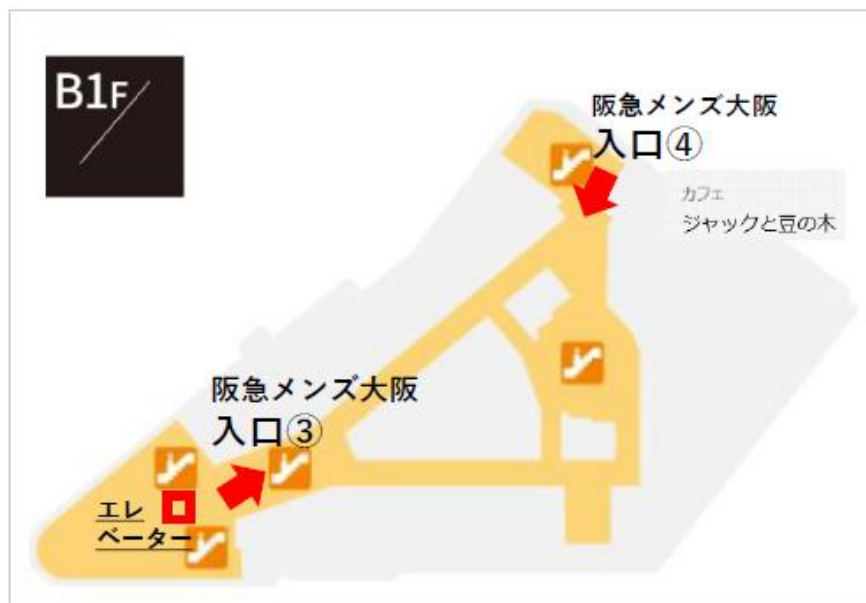 B1F
阪急メンズ大阪
入口④
カフェ
ジャックと豆の木
阪急メンズ大阪
入口③
エレ
ベーター